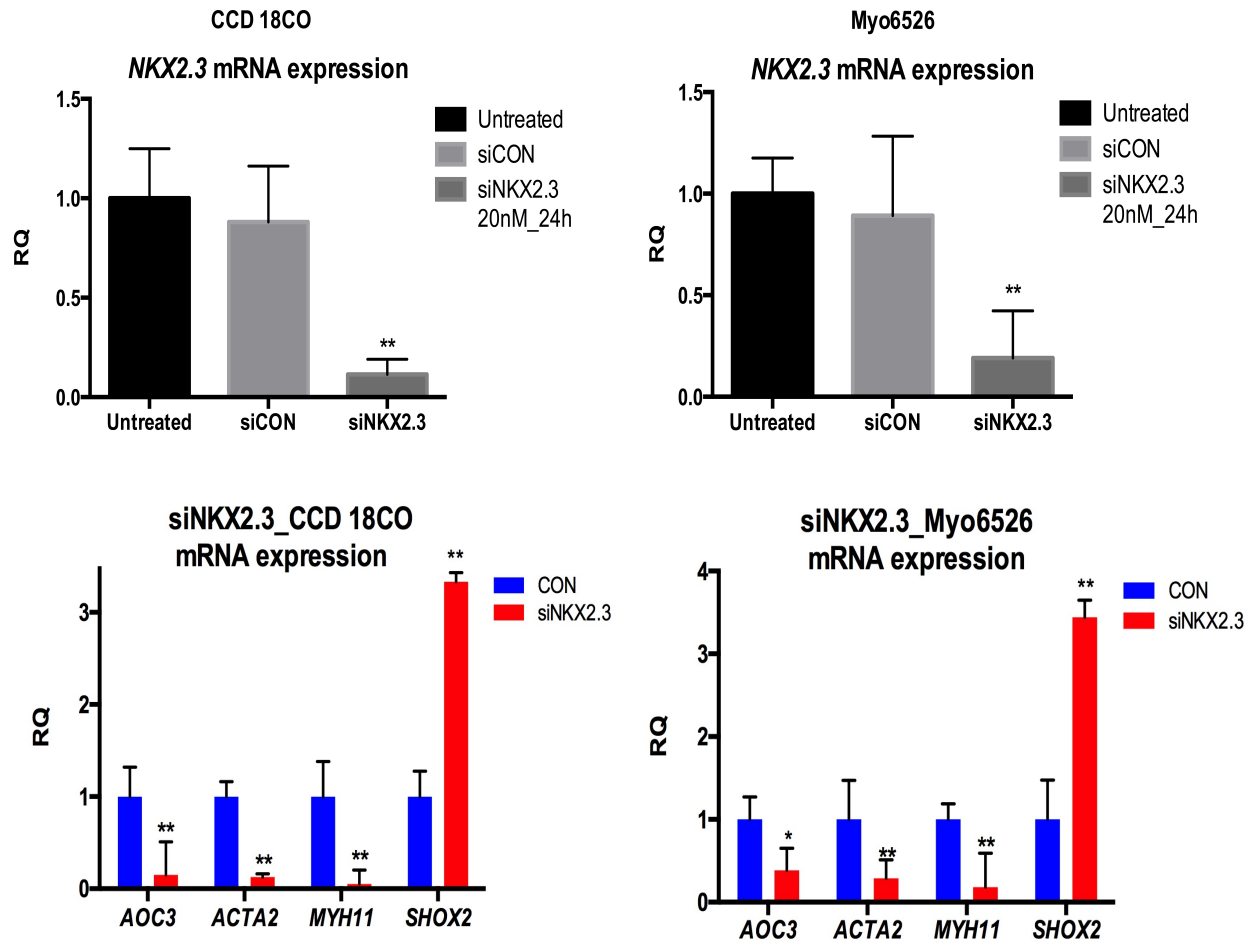 CCD 18CO
NKX2.3 mRNA expression
1.5
1.0
0.5
0.0
RQ
**
Untreated
siCON
siNKX2.3
Untreated
siCON
siNKX2.3
20nM_24h
Myo6526
NKX2.3 mRNA expression
1.5
1.0
0.5
0.0
RQ
**
Untreated
siCON
siNKX2.3
Untreated
siCON
siNKX2.3
20nM_24h
siNKX2.3_CCD 18CO
mRNA expression
3
2
1
0
RQ
**
**
**
**
AOC3
ACTA2
MYH11
SHOX2
CON
siNKX2.3
siNKX2.3_Myo6526
mRNA expression
4
3
2
1
0
RQ
*
**
**
**
AOC3
ACTA2
MYH11
SHOX2
CON
siNKX2.3